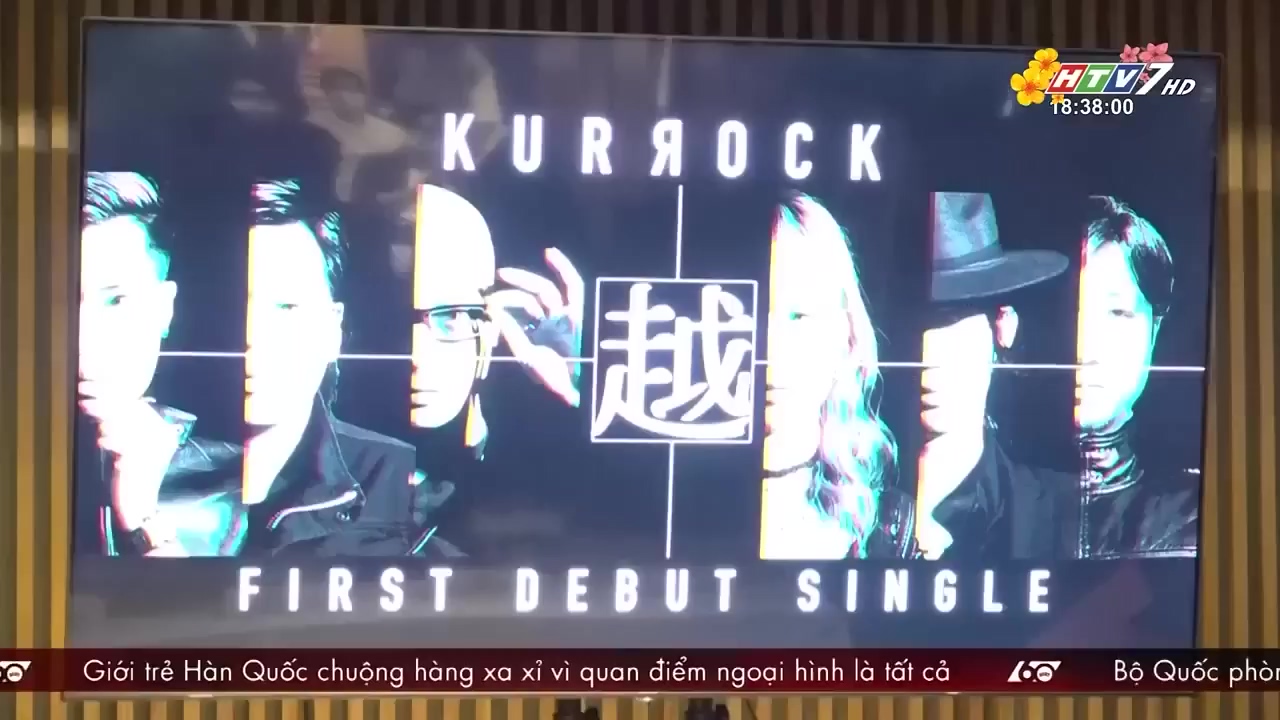 HTV7 HD
18:38:00
KURЯOCK
越
FIRST DEBUT SINGLE
Giới trẻ Hàn Quốc chuộng hàng xa xỉ vì quan điểm ngoại hình là tất cả 60 Bộ Quốc phòn